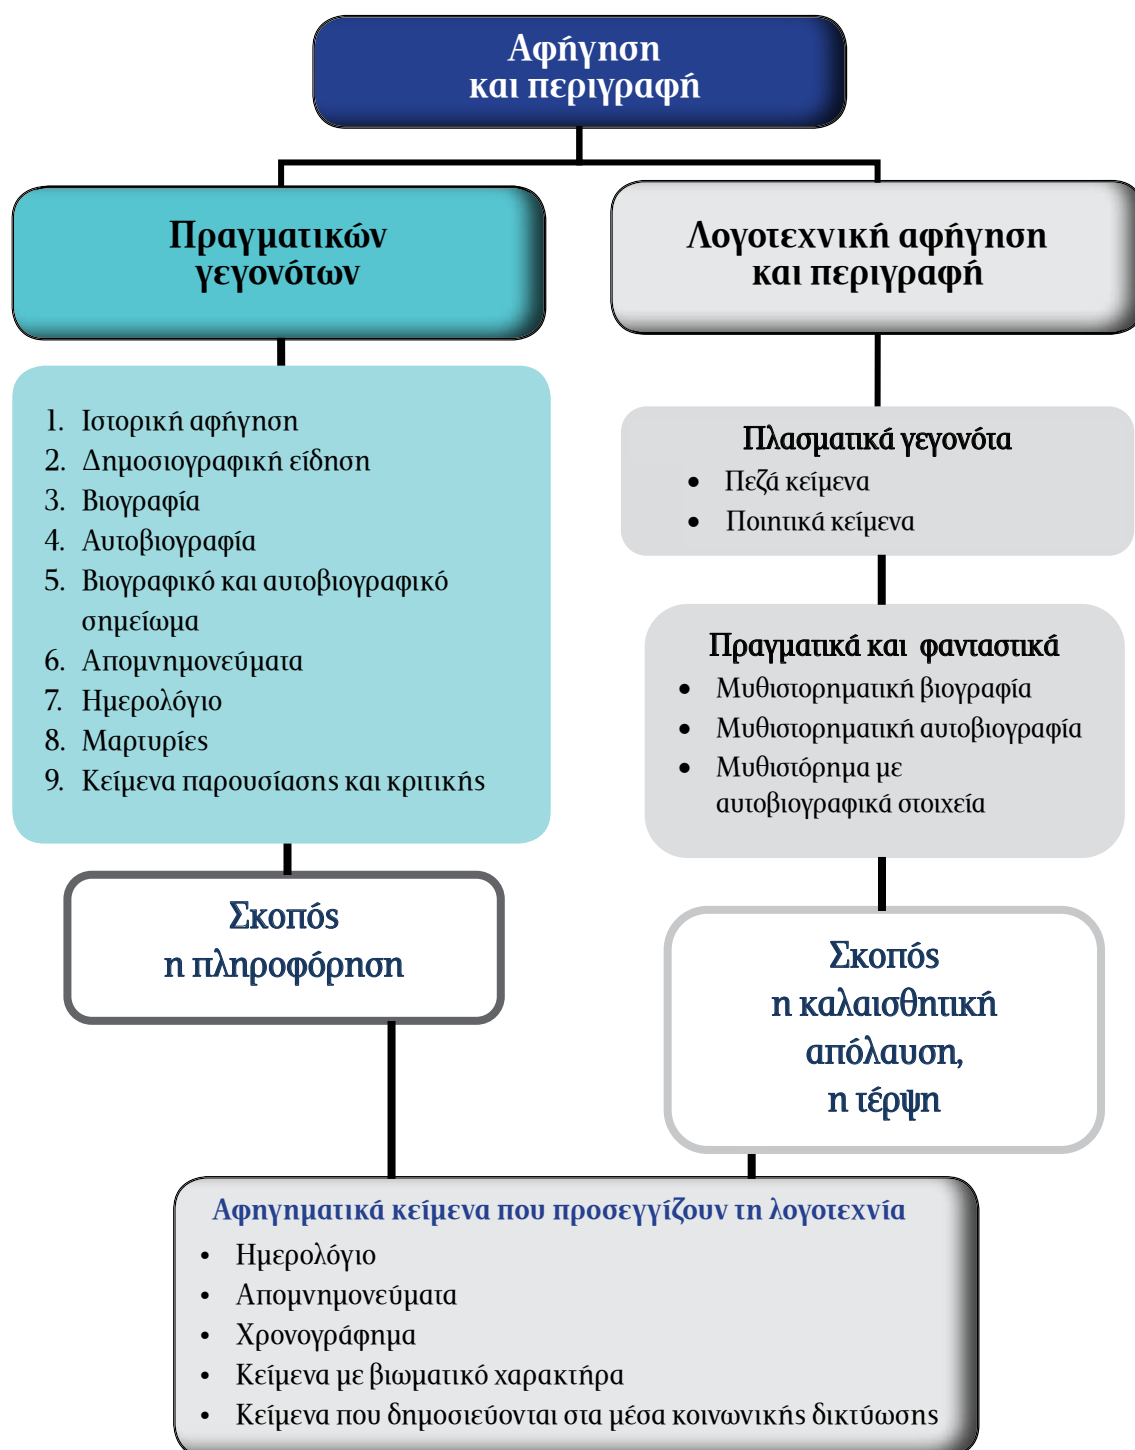 Αφήγηση
και περιγραφή
Πραγματικών
γεγονότων
1. Ιστορική αφήγηση
2. Δημοσιογραφική είδηση
3. Βιογραφία
4. Αυτοβιογραφία
5. Βιογραφικό και αυτοβιογραφικό
σημείωμα
6. Απομνημονεύματα
7. Ημερολόγιο
8. Μαρτυρίες
9. Κείμενα παρουσίασης και κριτικής
Σκοπός
η πληροφόρηση
Λογοτεχνική αφήγηση
και περιγραφή
Πλασματικά γεγονότα
• Πεζά κείμενα
• Ποιητικά κείμενα
Πραγματικά και φανταστικά
• Μυθιστορηματική βιογραφία
• Μυθιστορηματική αυτοβιογραφία
• Μυθιστόρημα με
αυτοβιογραφικά στοιχεία
Σκοπός
η καλαισθητική
απόλαυση,
η τέρψη
Αφηγηματικά κείμενα που προσεγγίζουν τη λογοτεχνία
• Ημερολόγιο
• Απομνημονεύματα
• Χρονογράφημα
• Κείμενα με βιωματικό χαρακτήρα
• Κείμενα που δημοσιεύονται στα μέσα κοινωνικής δικτύωσης